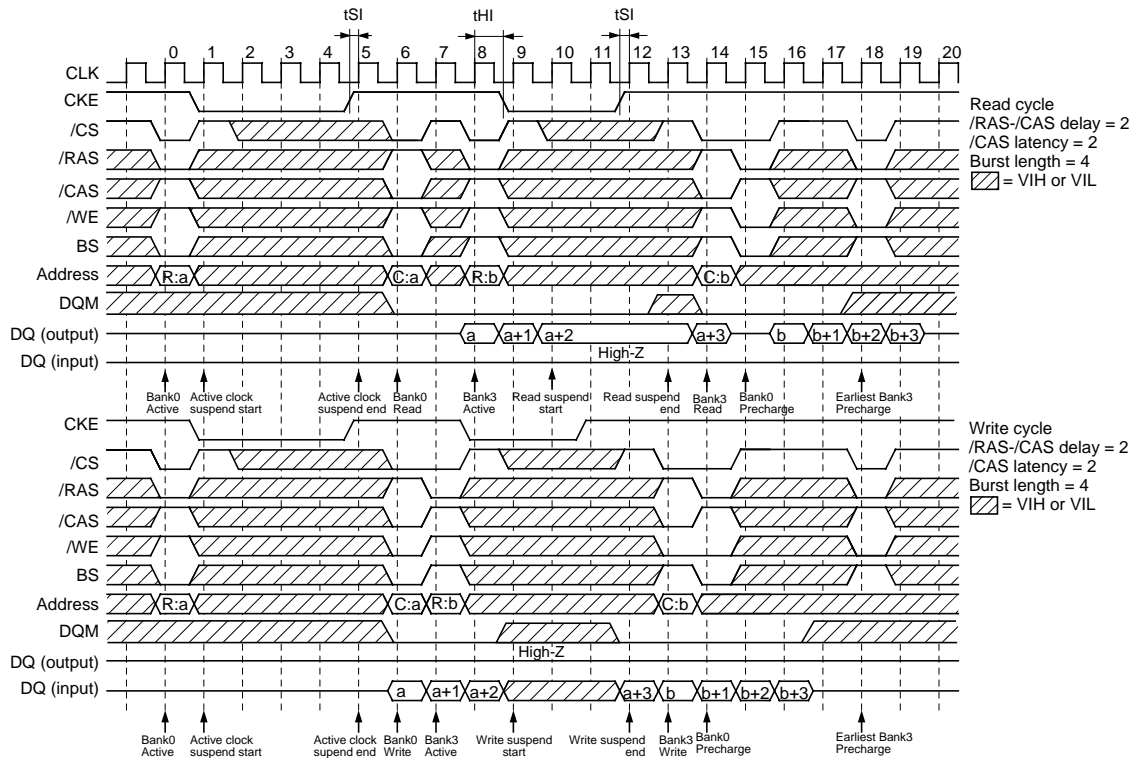 tSI tHI tSI
0 1 2 3 4 5 6 7 8 9 10 11 12 13 14 15 16 17 18 19 20
CLK
CKE
/CS
/RAS
/CAS
/WE
BS
Address R:a C:a R:b C:b
DQM
DQ (output) a a+1 a+2 a+3 b b+1 b+2 b+3
High-Z
DQ (input)
Read cycle
/RAS-/CAS delay = 2
/CAS latency = 2
Burst length = 4
= VIH or VIL
Bank0 Active
Active clock suspend start
Active clock suspend end
Bank0 Read
Bank3 Active
Read suspend start
Read suspend end
Bank3 Read
Bank0 Precharge
Earliest Bank3 Precharge
CKE
/CS
/RAS
/CAS
/WE
BS
Address R:a C:a R:b C:b
DQM
High-Z
DQ (output)
DQ (input) a a+1 a+2 a+3 b b+1 b+2 b+3
Write cycle
/RAS-/CAS delay = 2
/CAS latency = 2
Burst length = 4
= VIH or VIL
Bank0 Active
Active clock suspend start
Active clock supend end
Bank0 Write
Bank3 Active
Write suspend start
Write suspend end
Bank3 Write
Bank0 Precharge
Earliest Bank3 Precharge